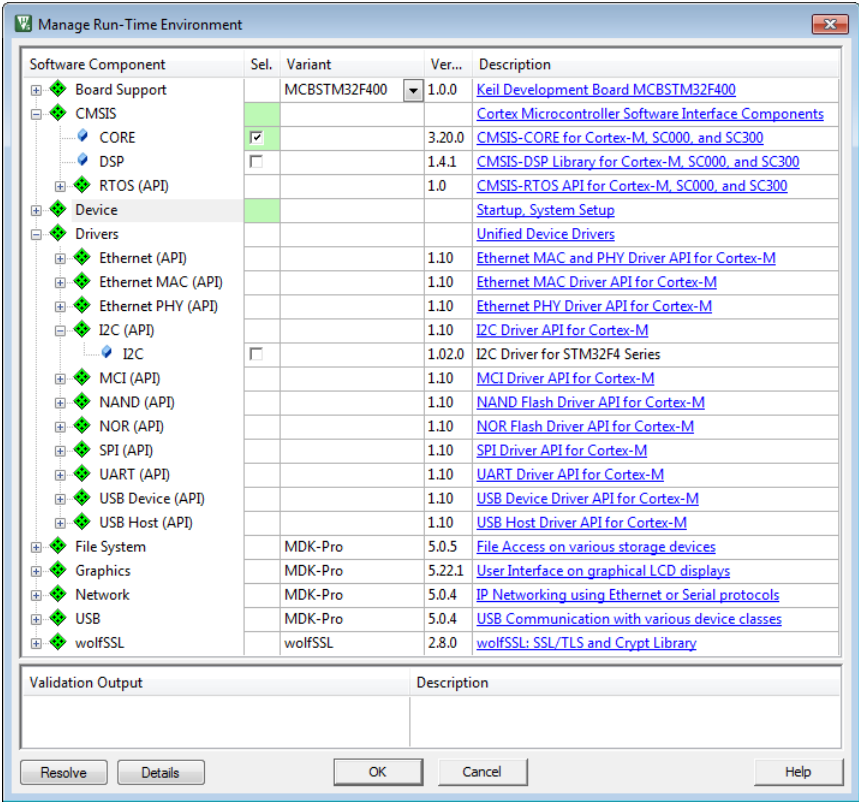 Manage Run-Time Environment
Software Component Sel. Variant Ver... Description
Board Support MCBSTM32F400 1.0.0 Keil Development Board MCBSTM32F400
CMSIS Cortex Microcontroller Software Interface Components
CORE 3.20.0 CMSIS-CORE for Cortex-M, SC000, and SC300
DSP 1.4.1 CMSIS-DSP Library for Cortex-M, SC000, and SC300
RTOS (API) 1.0 CMSIS-RTOS API for Cortex-M, SC000, and SC300
Device Startup, System Setup
Drivers Unified Device Drivers
Ethernet (API) 1.10 Ethernet MAC and PHY Driver API for Cortex-M
Ethernet MAC (API) 1.10 Ethernet MAC Driver API for Cortex-M
Ethernet PHY (API) 1.10 Ethernet PHY Driver API for Cortex-M
I2C (API) 1.10 I2C Driver API for Cortex-M
I2C 1.02.0 I2C Driver for STM32F4 Series
MCI (API) 1.10 MCI Driver API for Cortex-M
NAND (API) 1.10 NAND Flash Driver API for Cortex-M
NOR (API) 1.10 NOR Flash Driver API for Cortex-M
SPI (API) 1.10 SPI Driver API for Cortex-M
UART (API) 1.10 UART Driver API for Cortex-M
USB Device (API) 1.10 USB Device Driver API for Cortex-M
USB Host (API) 1.10 USB Host Driver API for Cortex-M
File System MDK-Pro 5.0.5 File Access on various storage devices
Graphics MDK-Pro 5.22.1 User Interface on graphical LCD displays
Network MDK-Pro 5.0.4 IP Networking using Ethernet or Serial protocols
USB MDK-Pro 5.0.4 USB Communication with various device classes
wolfSSL wolfSSL 2.8.0 wolfSSL: SSL/TLS and Crypt Library
Validation Output Description
Resolve Details OK Cancel Help